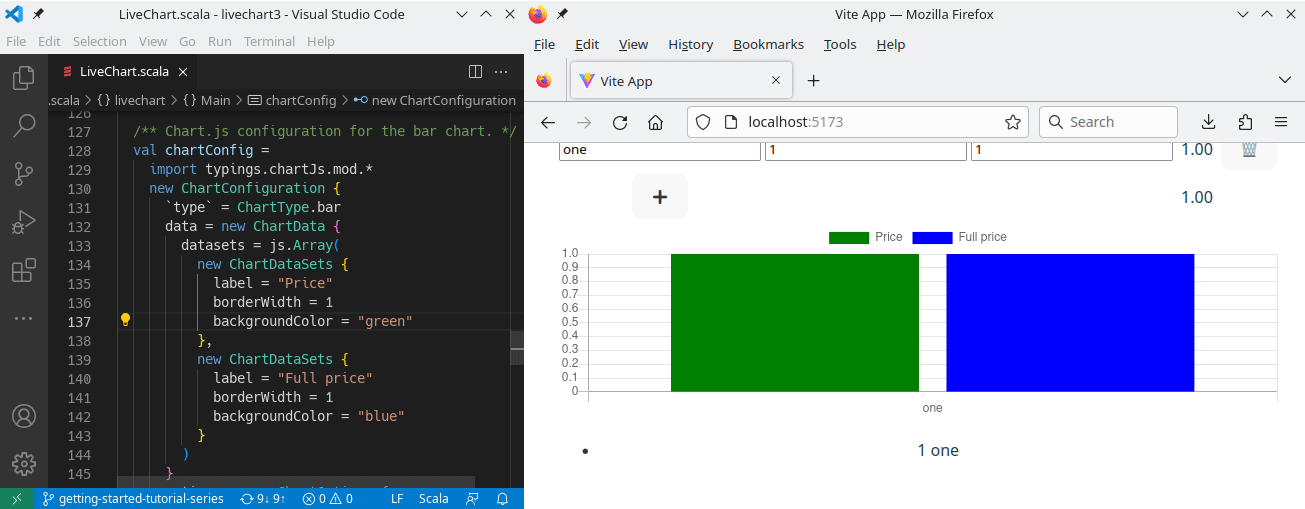 LiveChart.scala - livechart3 - Visual Studio Code
File Edit Selection View Go Run Terminal Help
LiveChart.scala
.scala > {} livechart > {} Main > chartConfig > new ChartConfiguration
126
127 /** Chart.js configuration for the bar chart. */
128 val chartConfig =
129 import typings.chartJs.mod.*
130 new ChartConfiguration {
131 `type` = ChartType.bar
132 data = new ChartData {
133 datasets = js.Array(
134 new ChartDataSets {
135 label = "Price"
136 borderWidth = 1
137 backgroundColor = "green"
138 },
139 new ChartDataSets {
140 label = "Full price"
141 borderWidth = 1
142 backgroundColor = "blue"
143 }
144 )
145 }
getting-started-tutorial-series 9↓ 9↑ 0 0 LF Scala
Vite App — Mozilla Firefox
File Edit View History Bookmarks Tools Help
Vite App
localhost:5173 Search
one 1 1 1.00
+ 1.00
Price Full price
1.0
0.9
0.8
0.7
0.6
0.5
0.4
0.3
0.2
0.1
0
one
• 1 one